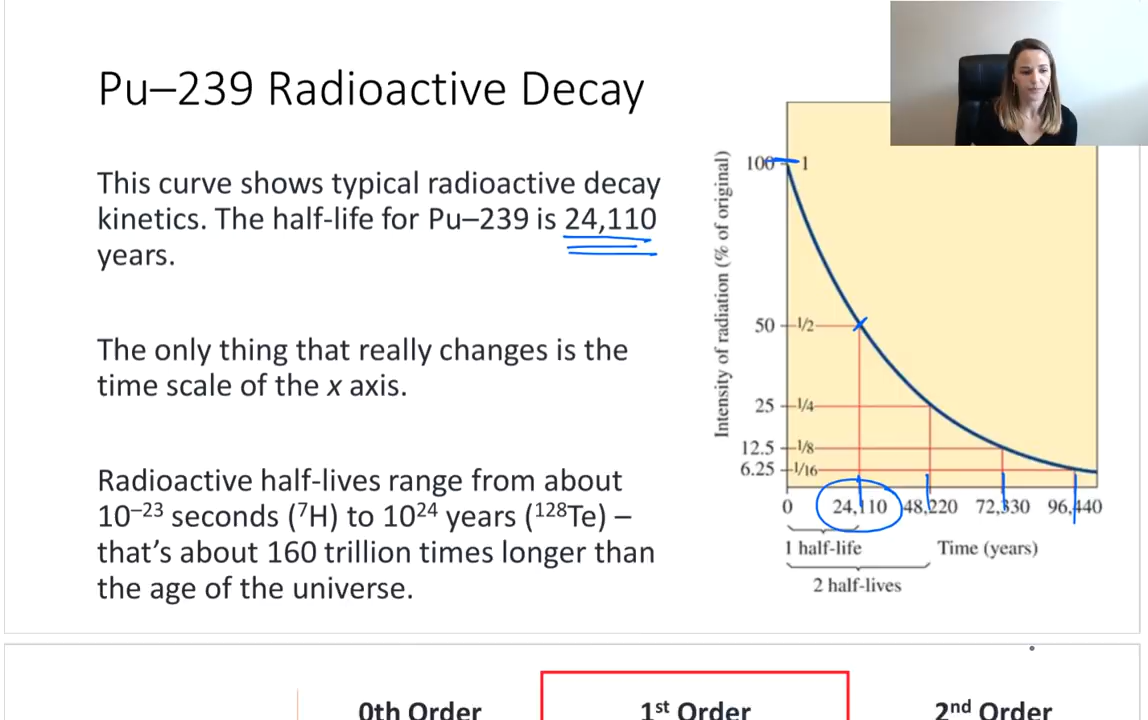 Pu–239 Radioactive Decay
This curve shows typical radioactive decay
kinetics. The half-life for Pu–239 is 24,110
years.
The only thing that really changes is the
time scale of the x axis.
Radioactive half-lives range from about
10⁻²³ seconds (⁷H) to 10²⁴ years (¹²⁸Te) –
that’s about 160 trillion times longer than
the age of the universe.
Intensity of radiation (% of original)
100 1
50 1/2
25 1/4
12.5 1/8
6.25 1/16
0 24,110 48,220 72,330 96,440
1 half-life Time (years)
2 half-lives
0th Order 1st Order 2nd Order